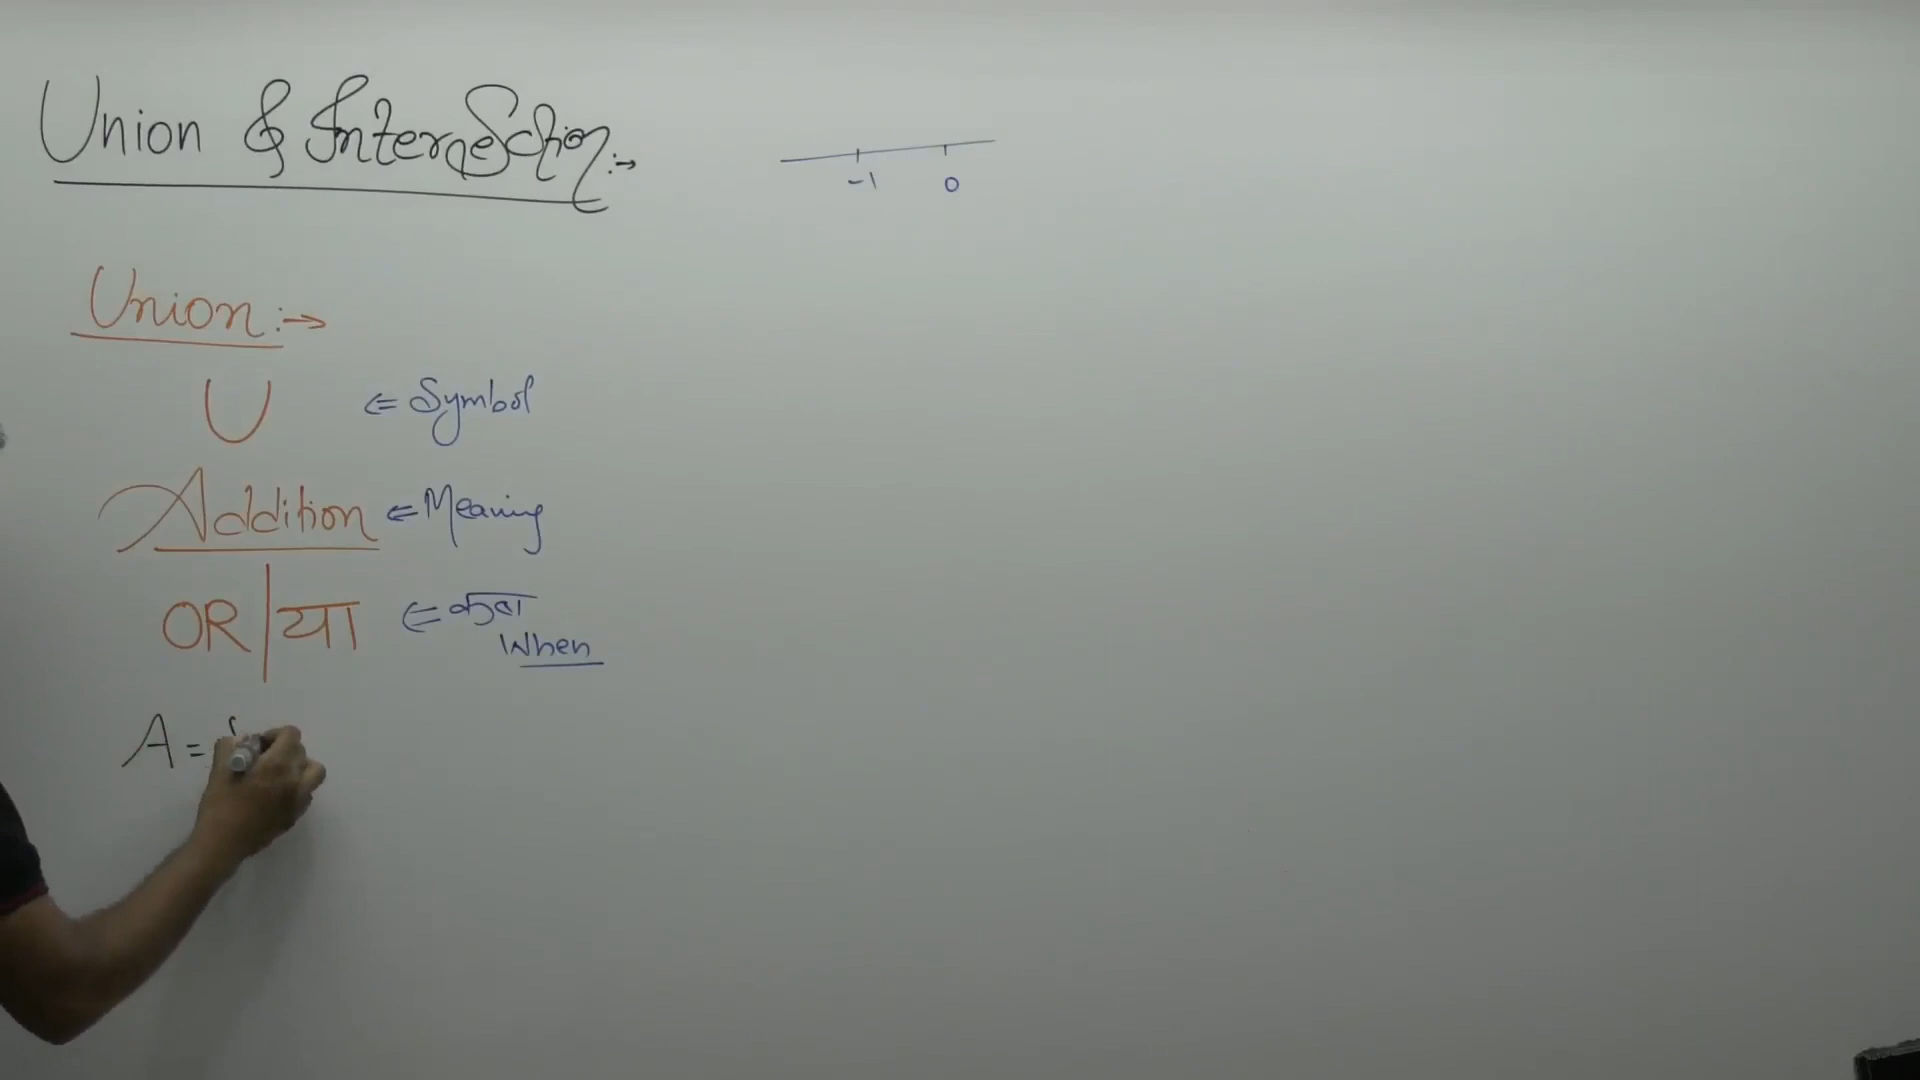 Union & Intersection :→
-1 0
Union :→
U ⇐ Symbol
Addition ⇐ Meaning
OR | या ⇐ कब
When
A = {